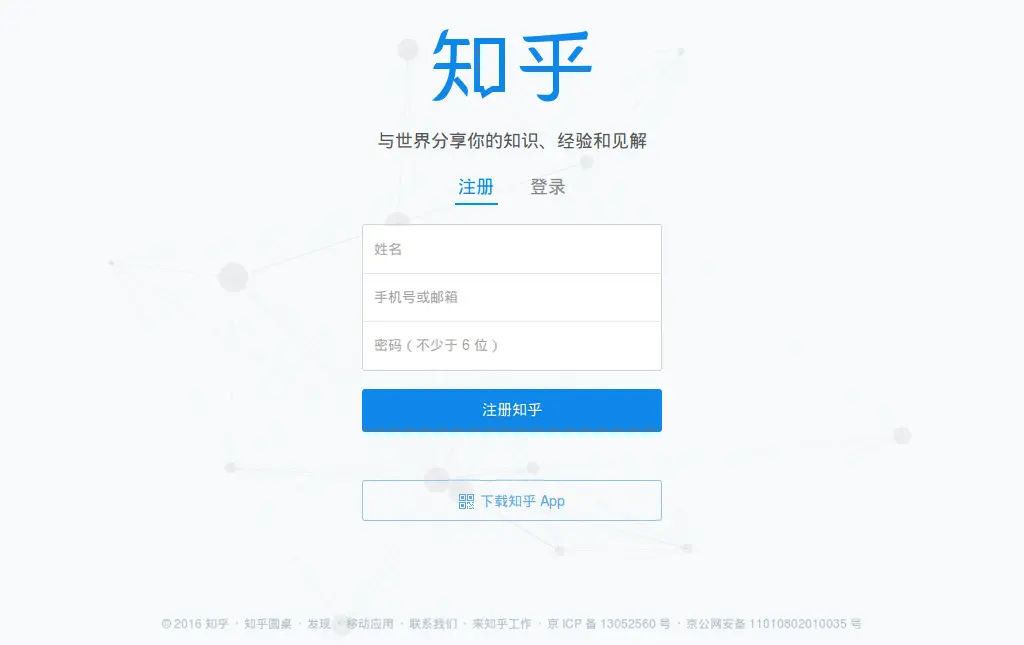 知乎
与世界分享你的知识、经验和见解
注册 登录
姓名
手机号或邮箱
密码（不少于 6 位）
注册知乎
下载知乎 App
© 2016 知乎 · 知乎圆桌 · 发现 · 移动应用 · 联系我们 · 来知乎工作 · 京 ICP 备 13052560 号 · 京公网安备 11010802010035 号